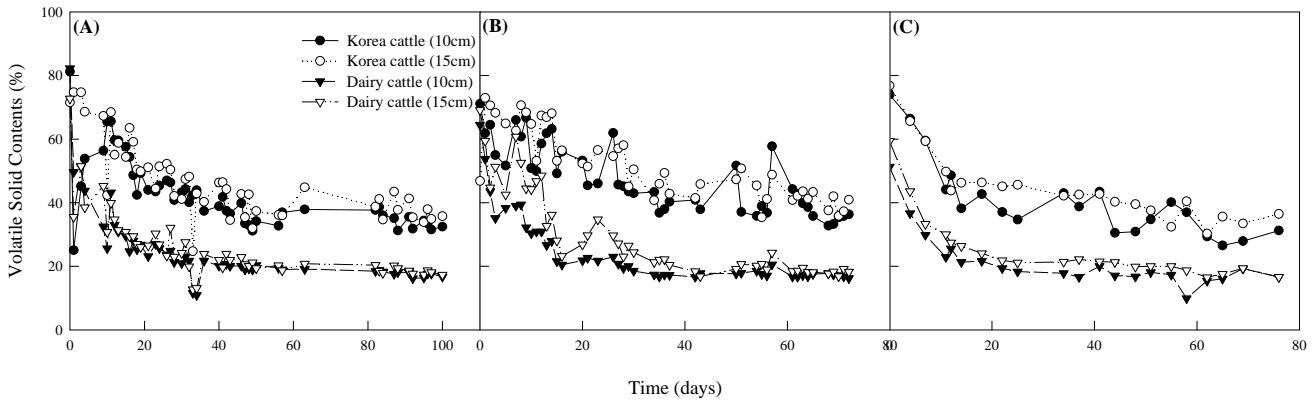 (A)
(B)
(C)
Korea cattle (10cm)
Korea cattle (15cm)
Dairy cattle (10cm)
Dairy cattle (15cm)
Volatile Solid Contents (%)
100
80
60
40
20
0
0 20 40 60 80 100
0 20 40 60 80
0 20 40 60 80
Time (days)